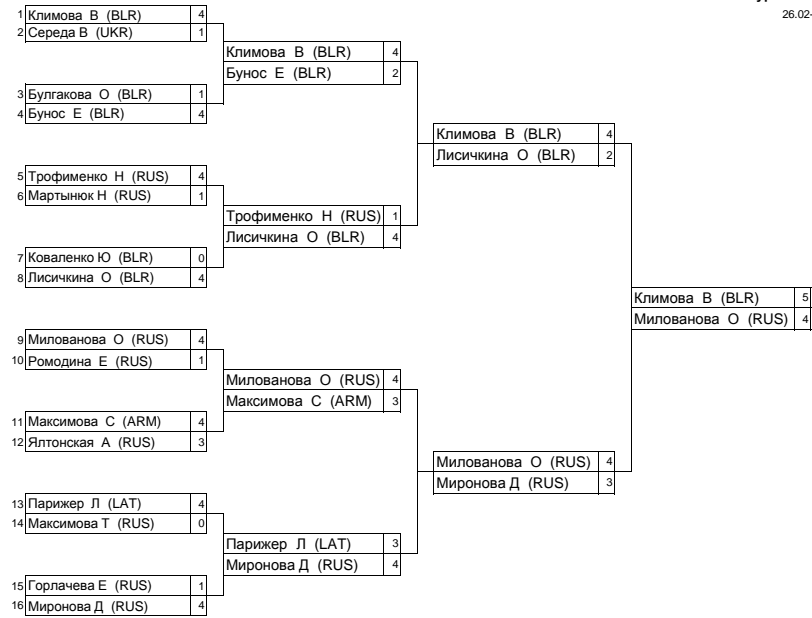 26.02-
1 Климова В (BLR) 4
2 Середа В (UKR) 1
Климова В (BLR) 4
Бунос Е (BLR) 2
3 Булгакова О (BLR) 1
4 Бунос Е (BLR) 4
Климова В (BLR) 4
Лисичкина О (BLR) 2
5 Трофименко Н (RUS) 4
6 Мартынюк Н (RUS) 1
Трофименко Н (RUS) 1
Лисичкина О (BLR) 4
7 Коваленко Ю (BLR) 0
8 Лисичкина О (BLR) 4
Климова В (BLR) 5
Милованова О (RUS) 4
9 Милованова О (RUS) 4
10 Ромодина Е (RUS) 1
Милованова О (RUS) 4
Максимова С (ARM) 3
11 Максимова С (ARM) 4
12 Ялтонская А (RUS) 3
Милованова О (RUS) 4
Миронова Д (RUS) 3
13 Парижер Л (LAT) 4
14 Максимова Т (RUS) 0
Парижер Л (LAT) 3
Миронова Д (RUS) 4
15 Горлачева Е (RUS) 1
16 Миронова Д (RUS) 4